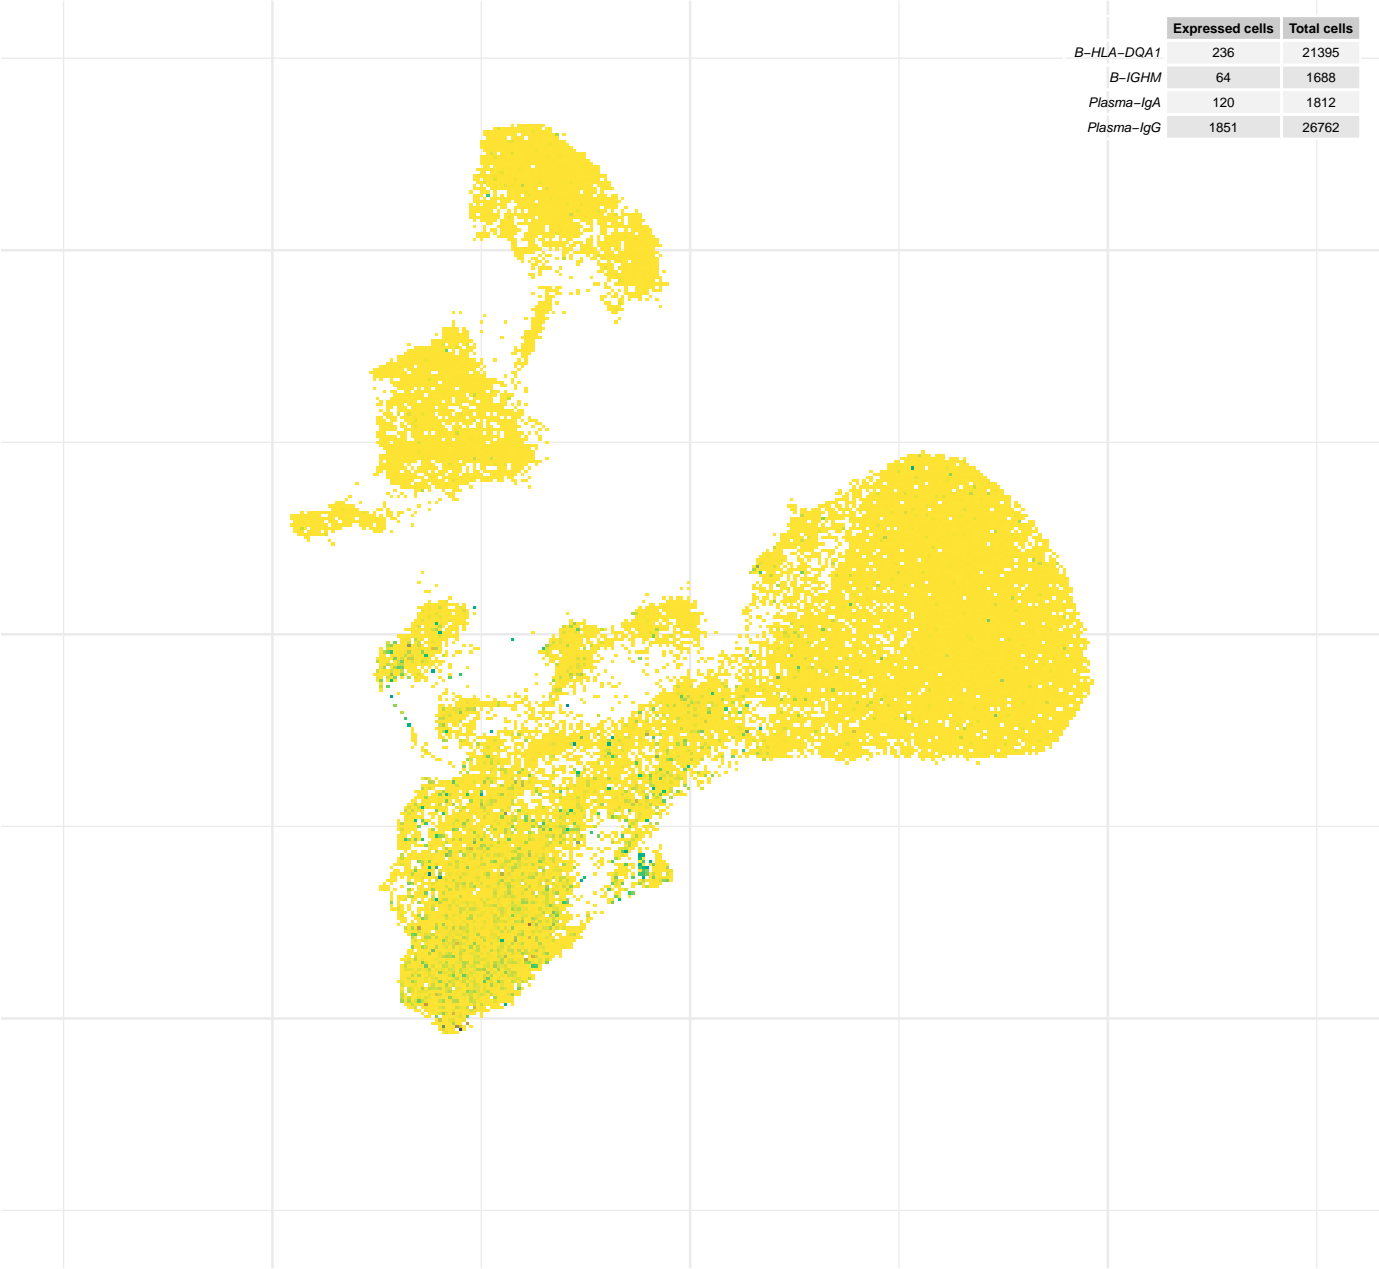 Expressed cells Total cells
B−HLA−DQA1 236 21395
B−IGHM 64 1688
Plasma−IgA 120 1812
Plasma−IgG 1851 26762